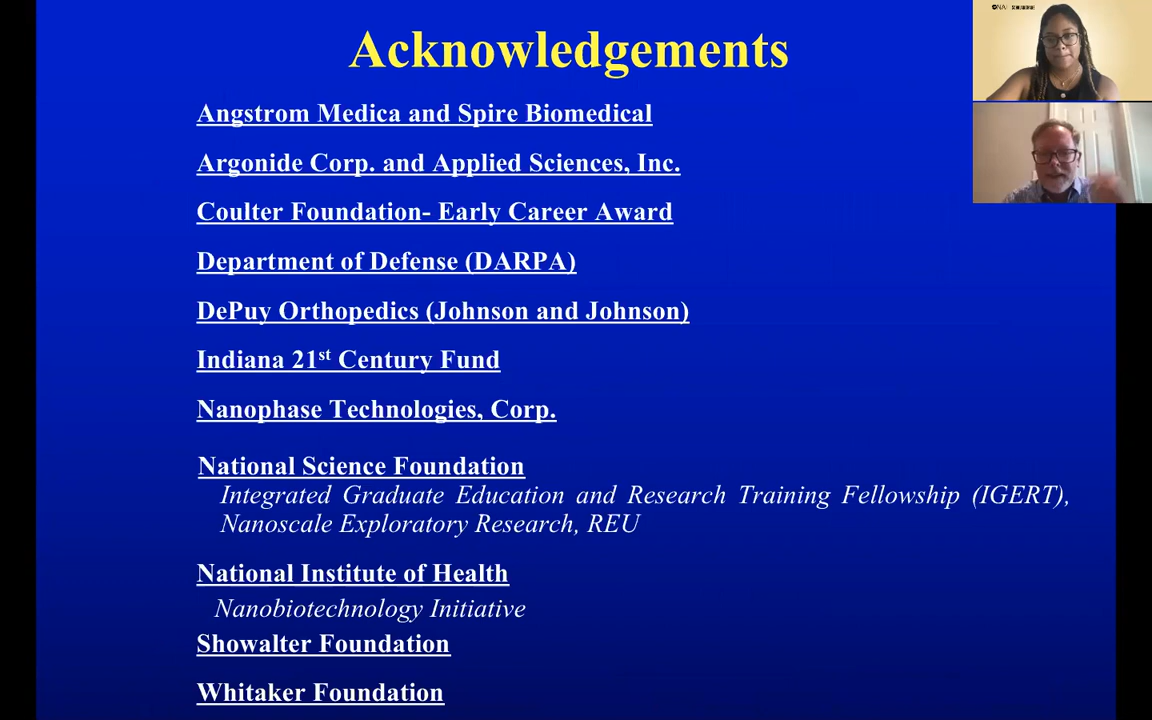 Acknowledgements
Angstrom Medica and Spire Biomedical
Argonide Corp. and Applied Sciences, Inc.
Coulter Foundation- Early Career Award
Department of Defense (DARPA)
DePuy Orthopedics (Johnson and Johnson)
Indiana 21st Century Fund
Nanophase Technologies, Corp.
National Science Foundation
Integrated Graduate Education and Research Training Fellowship (IGERT),
Nanoscale Exploratory Research, REU
National Institute of Health
Nanobiotechnology Initiative
Showalter Foundation
Whitaker Foundation